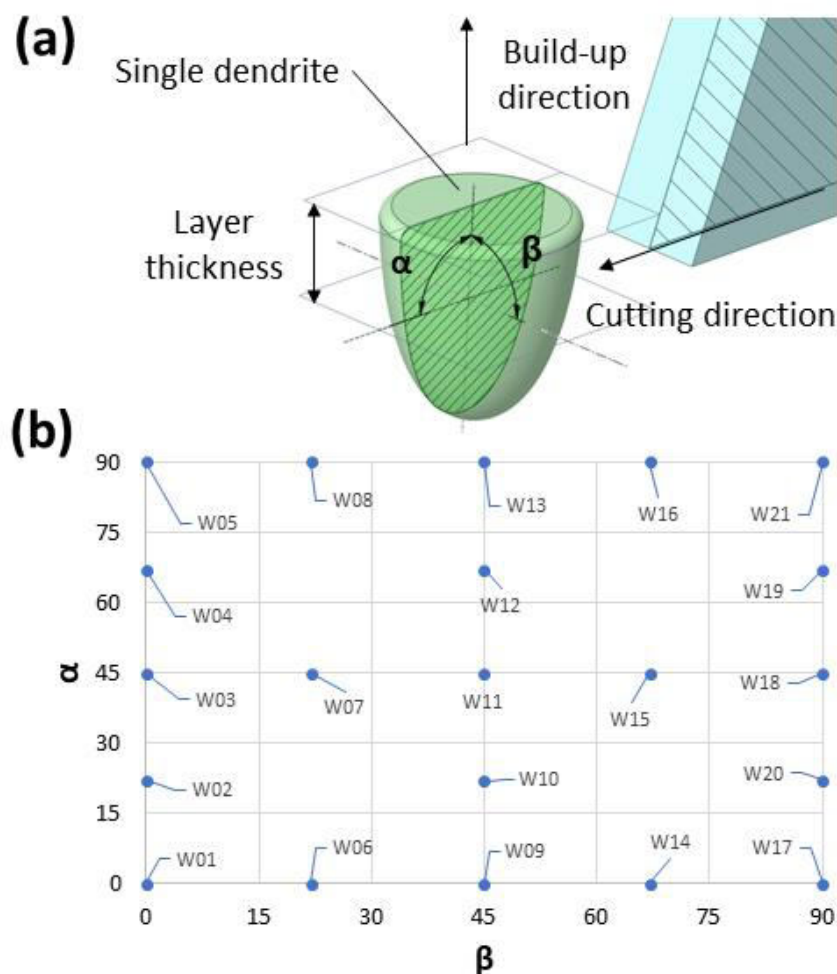 (a)
Single dendrite
Build-up
direction
Layer
thickness
α
β
Cutting direction
(b)
90
75
60
45
30
15
0
α
W05
W08
W13
W16
W21
W04
W12
W19
W03
W07
W11
W15
W18
W02
W10
W20
W01
W06
W09
W14
W17
0
15
30
45
60
75
90
β